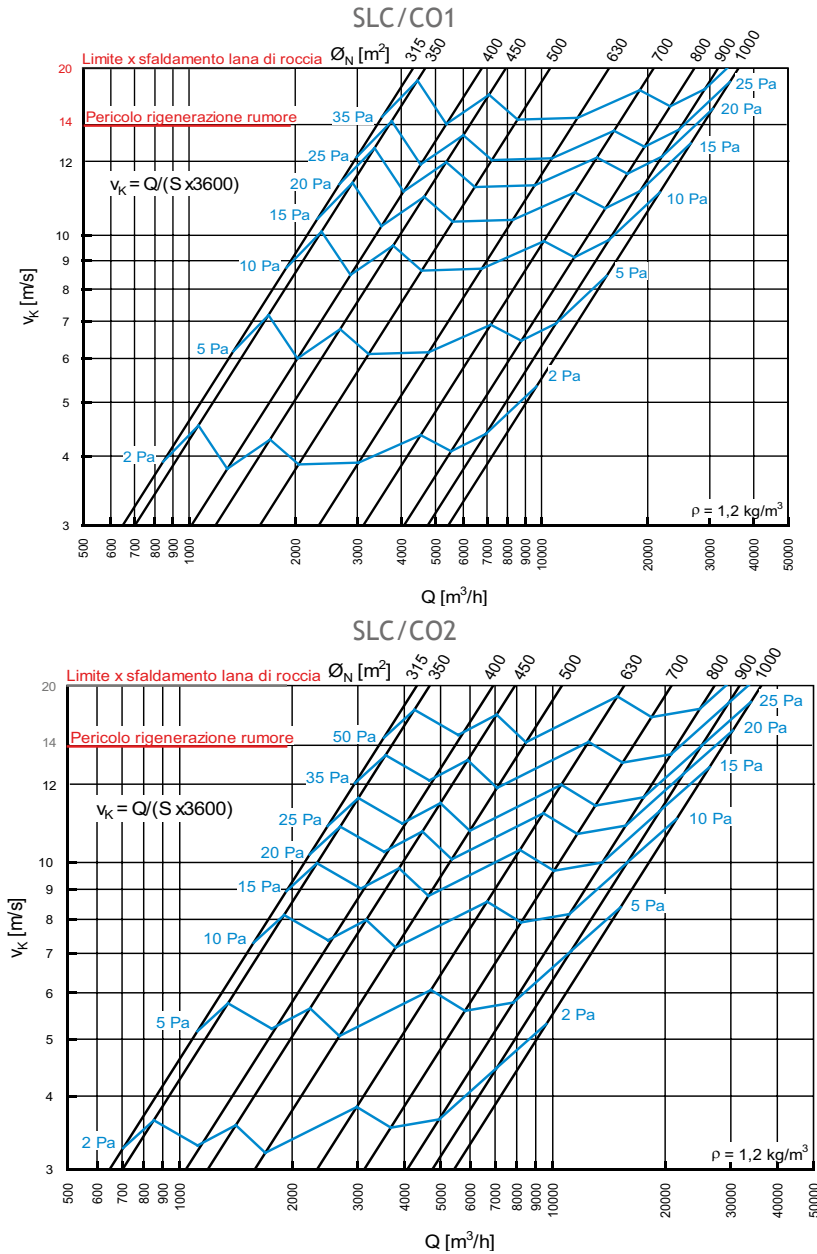 SLC/CO1
Limite x sfaldamento lana di roccia
Ø_N [m²]
315
350
400
450
500
630
700
800
900
1000
20
Pericolo rigenerazione rumore
14
12
10
9
8
7
6
5
4
3
v_K [m/s]
v_K = Q/(S x3600)
35 Pa
25 Pa
20 Pa
15 Pa
10 Pa
5 Pa
2 Pa
25 Pa
20 Pa
15 Pa
10 Pa
5 Pa
2 Pa
ρ = 1,2 kg/m³
500
600
700
800
900
1000
2000
3000
4000
5000
6000
7000
8000
9000
10000
20000
30000
40000
50000
Q [m³/h]
SLC/CO2
Limite x sfaldamento lana di roccia
Ø_N [m²]
315
350
400
450
500
630
700
800
900
1000
20
Pericolo rigenerazione rumore
14
12
10
9
8
7
6
5
4
3
v_K [m/s]
v_K = Q/(S x3600)
50 Pa
35 Pa
25 Pa
20 Pa
15 Pa
10 Pa
5 Pa
2 Pa
25 Pa
20 Pa
15 Pa
10 Pa
5 Pa
2 Pa
ρ = 1,2 kg/m³
500
600
700
800
900
1000
2000
3000
4000
5000
6000
7000
8000
9000
10000
20000
30000
40000
50000
Q [m³/h]